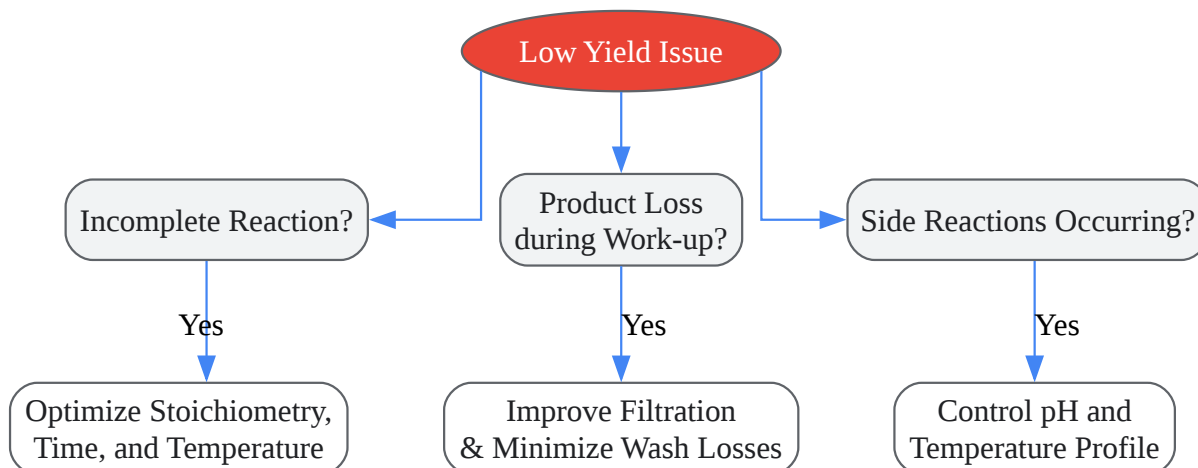 Low Yield Issue
Incomplete Reaction?
Product Loss
during Work-up?
Side Reactions Occurring?
Yes
Yes
Yes
Optimize Stoichiometry,
Time, and Temperature
Improve Filtration
& Minimize Wash Losses
Control pH and
Temperature Profile